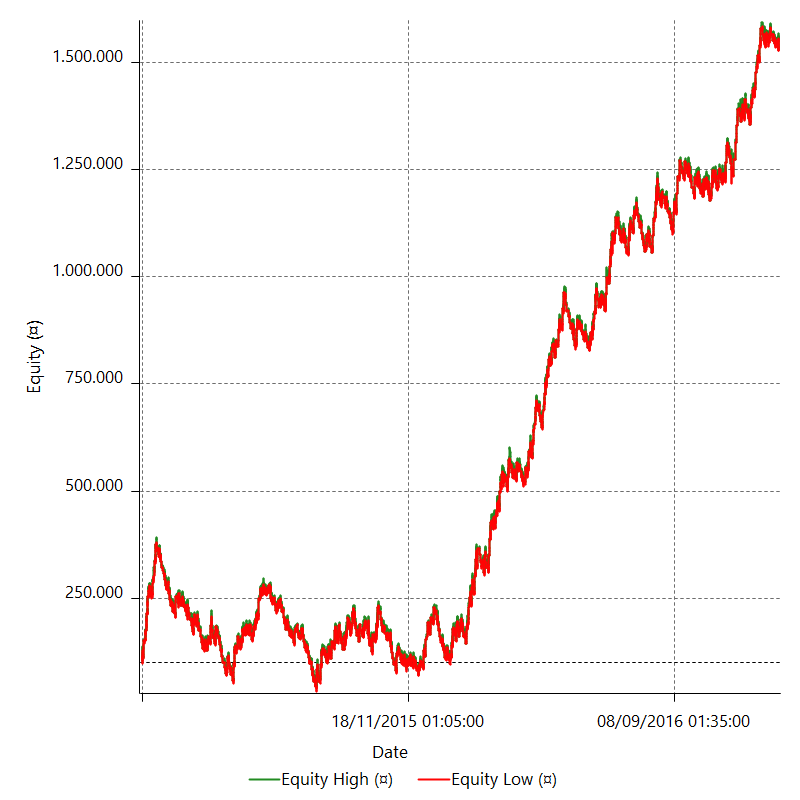 1.500.000
1.250.000
1.000.000
750.000
500.000
250.000
Equity (¤)
18/11/2015 01:05:00 08/09/2016 01:35:00
Date
Equity High (¤) Equity Low (¤)